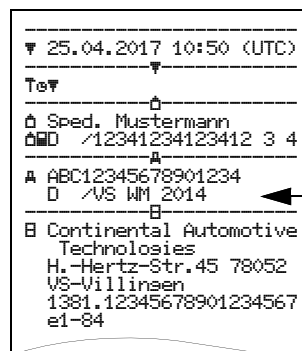 ▼ 25.04.2017 10:50 (UTC)
T⊙▼
Sped. Mustermann
D /12341234123412 3 4
A ABC12345678901234
D /VS WM 2014
B Continental Automotive
Technologies
H.-Hertz-Str.45 78052
VS-Villingen
1381.12345678901234567
e1-84